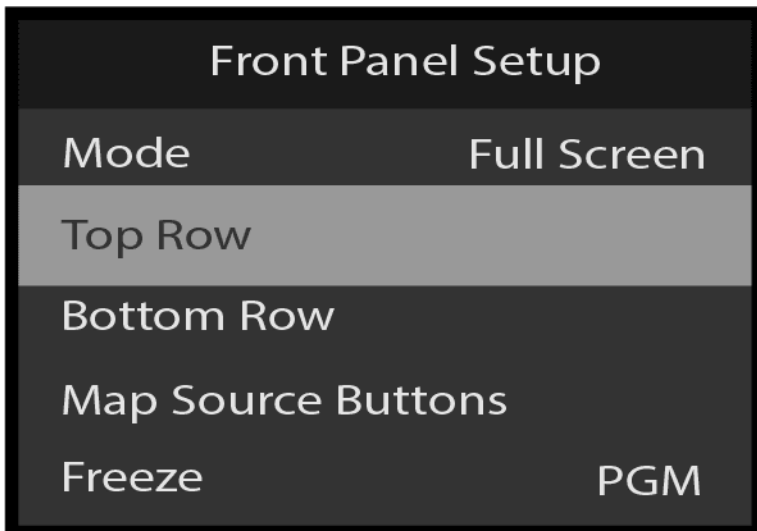 Front Panel Setup
Mode Full Screen
Top Row
Bottom Row
Map Source Buttons
Freeze PGM